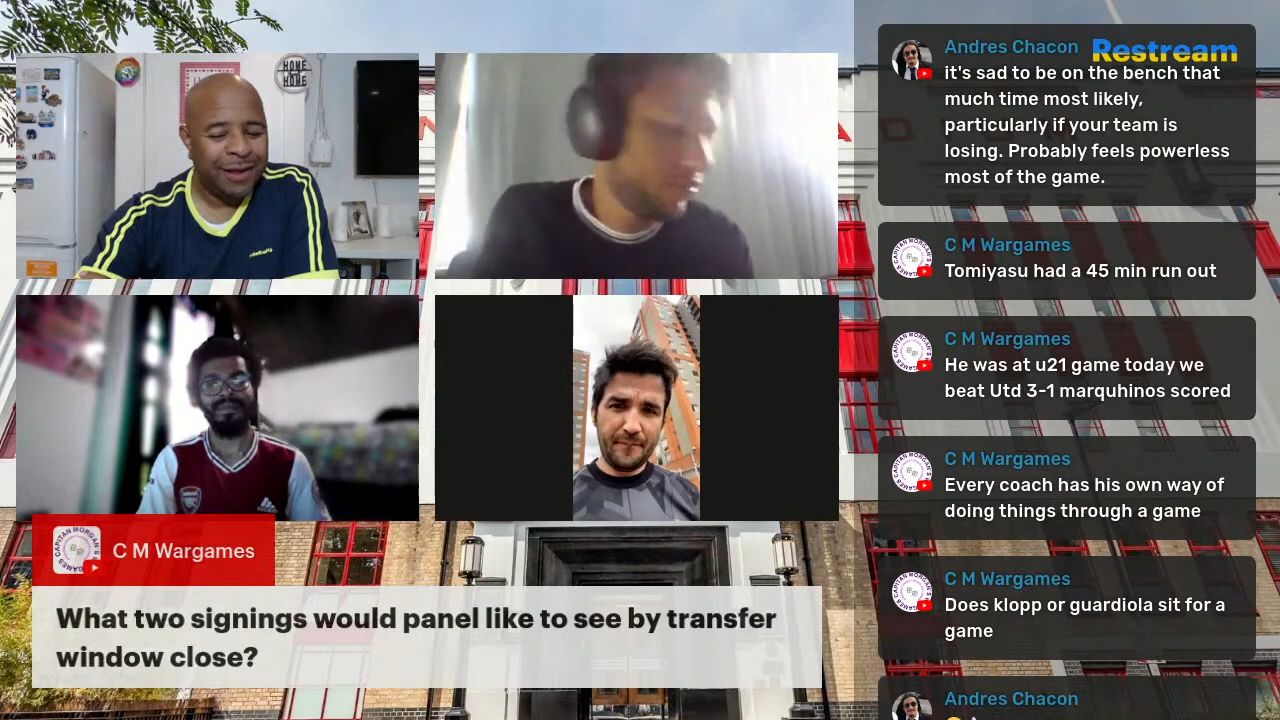 HOME
HOME
C M Wargames
What two signings would panel like to see by transfer
window close?
Restream
Andres Chacon
it's sad to be on the bench that
much time most likely,
particularly if your team is
losing. Probably feels powerless
most of the game.
C M Wargames
Tomiyasu had a 45 min run out
C M Wargames
He was at u21 game today we
beat Utd 3-1 marquhinos scored
C M Wargames
Every coach has his own way of
doing things through a game
C M Wargames
Does klopp or guardiola sit for a
game
Andres Chacon